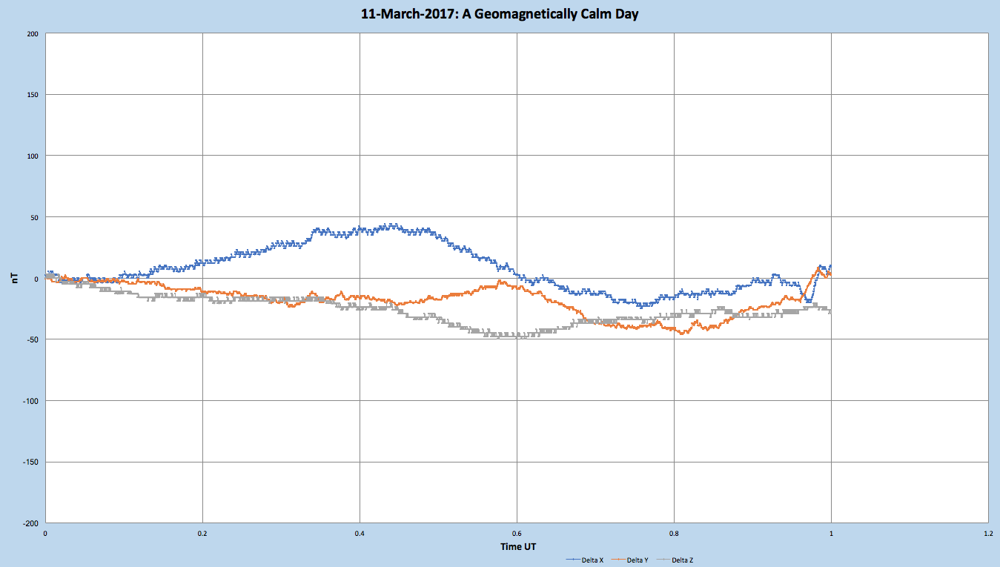 11-March-2017: A Geomagnetically Calm Day
200
150
100
50
0
-50
-100
-150
-200
nT
0 0.2 0.4 0.6 0.8 1 1.2
Time UT
Delta X Delta Y Delta Z